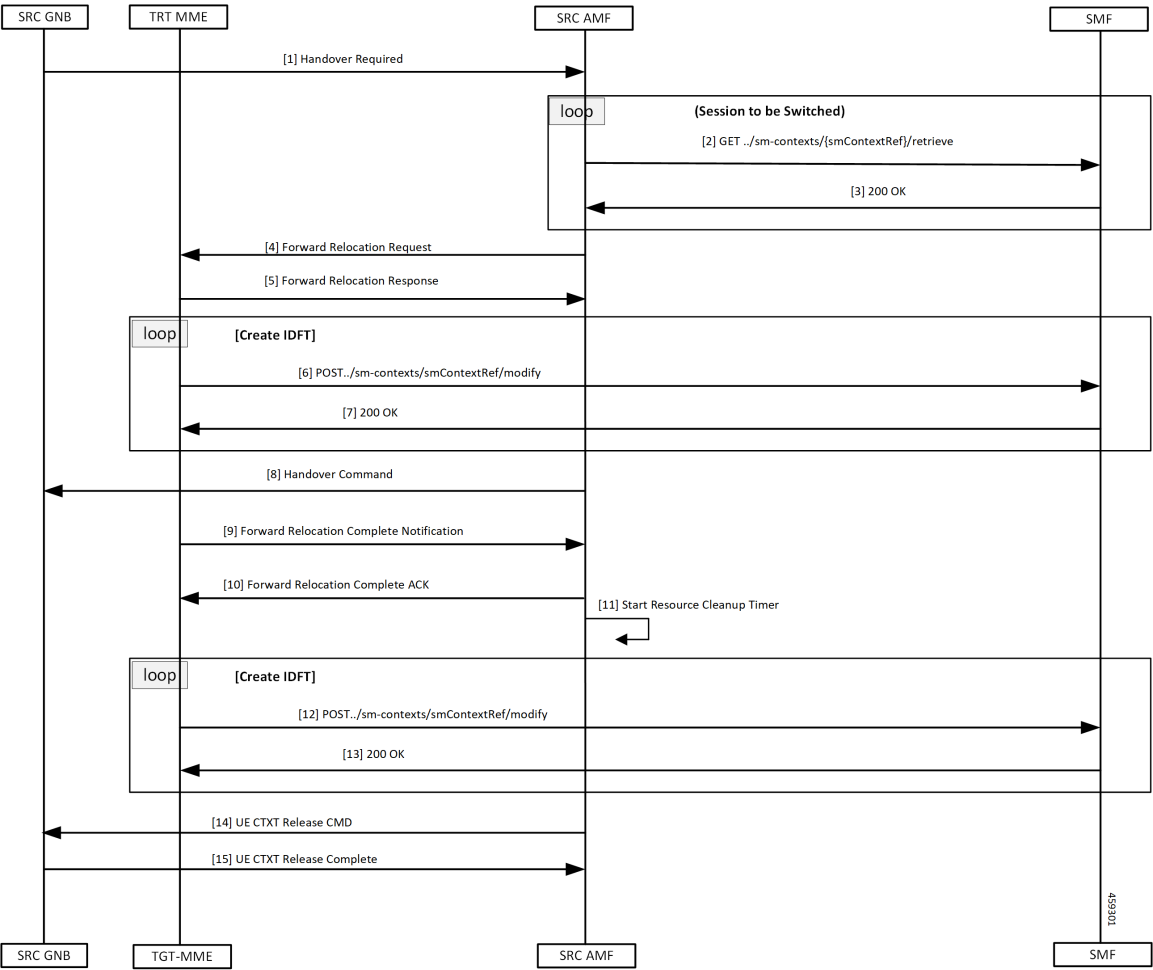 SRC GNB
TRT MME
SRC AMF
SMF
[1] Handover Required
loop
(Session to be Switched)
[2] GET ../sm-contexts/{smContextRef}/retrieve
[3] 200 OK
[4] Forward Relocation Request
[5] Forward Relocation Response
loop
[Create IDFT]
[6] POST../sm-contexts/smContextRef/modify
[7] 200 OK
[8] Handover Command
[9] Forward Relocation Complete Notification
[10] Forward Relocation Complete ACK
[11] Start Resource Cleanup Timer
loop
[Create IDFT]
[12] POST../sm-contexts/smContextRef/modify
[13] 200 OK
[14] UE CTXT Release CMD
[15] UE CTXT Release Complete
459301
SRC GNB
TGT-MME
SRC AMF
SMF